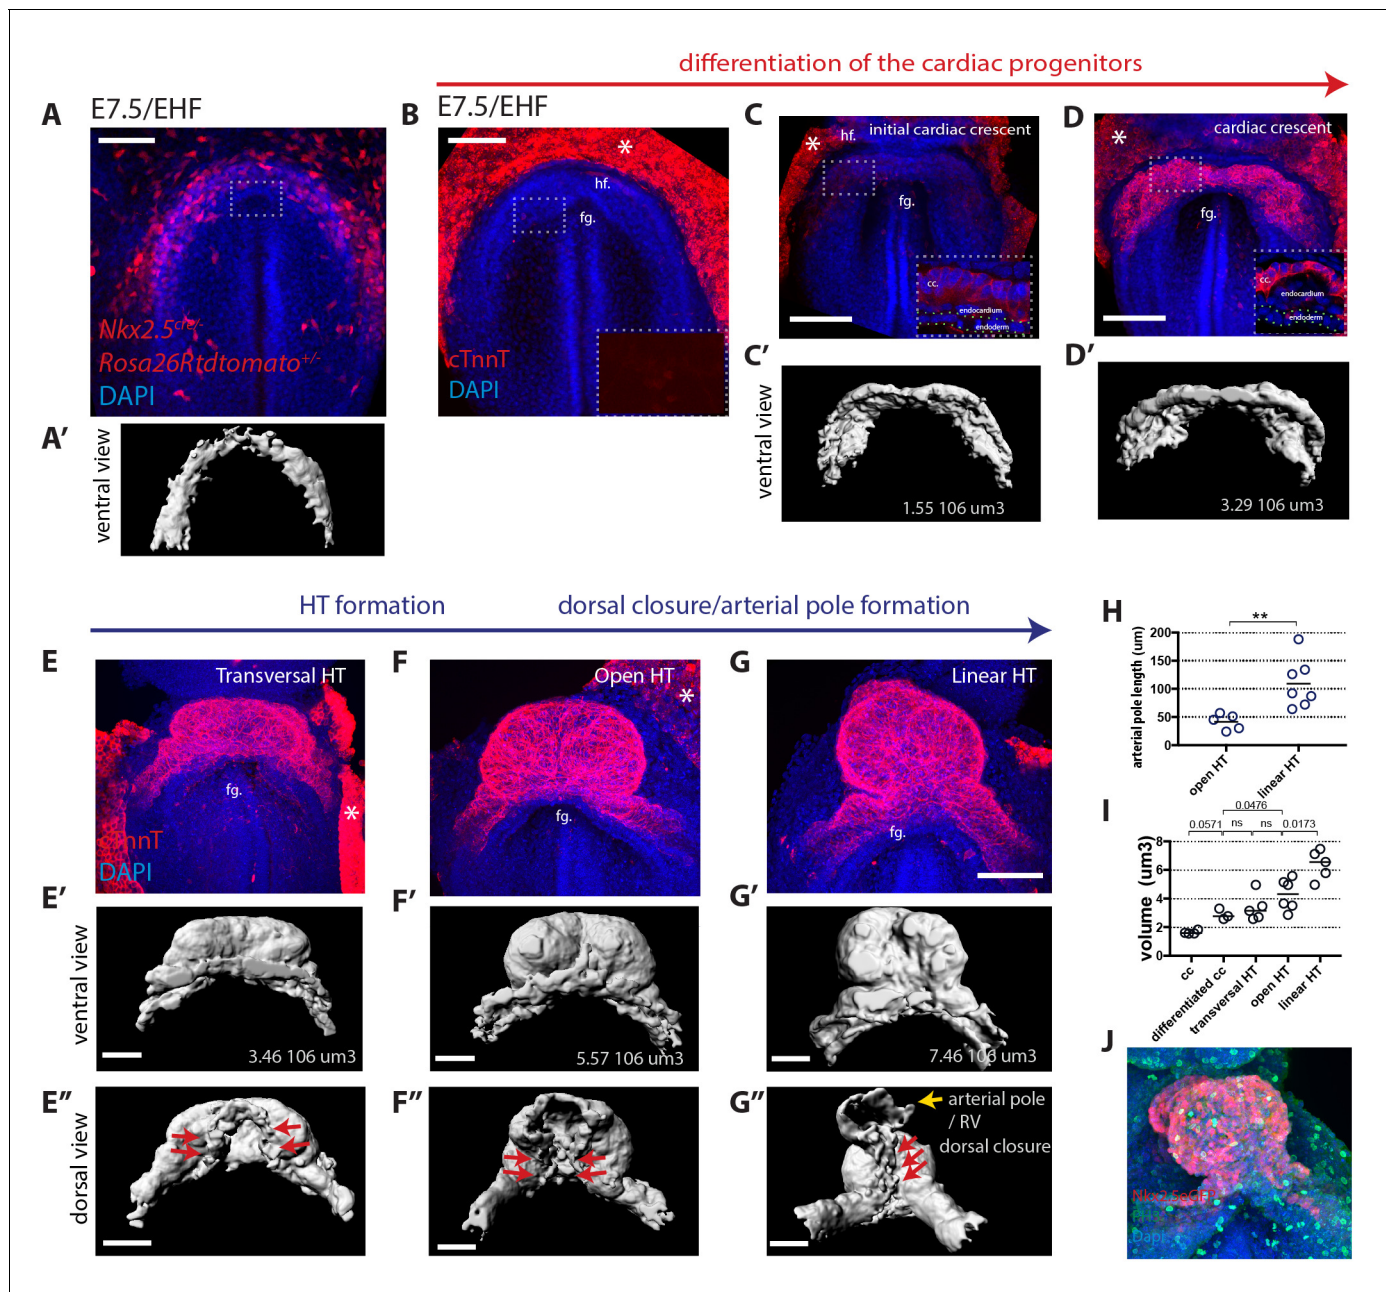 differentiation of the cardiac progenitors
A
E7.5/EHF
B
E7.5/EHF
C
D
Nkx2.5cre/-
Rosa26Rtdtomato+/-
DAPI
*
hf.
fg.
cTnnT
DAPI
*
hf.
initial cardiac crescent
fg.
cc.
endocardium
endoderm
*
cardiac crescent
fg.
cc.
endocardium
endoderm
A'
ventral view
C'
ventral view
1.55 106 um3
D'
3.29 106 um3
HT formation
dorsal closure/arterial pole formation
E
Transversal HT
fg.
*
cTnnT
DAPI
F
Open HT
*
fg.
G
Linear HT
fg.
E'
ventral view
3.46 106 um3
F'
5.57 106 um3
G'
7.46 106 um3
E''
dorsal view
F''
G''
arterial pole
/ RV
dorsal closure
H
arterial pole length (um)
**
200
150
100
50
0
open HT
linear HT
I
volume (um3)
0.0476
0.0571
ns
ns
0.0173
8
6
4
2
0
cc
differentiated cc
transversal HT
open HT
linear HT
J
Nkx2.5eGFP
PH3
Dapi